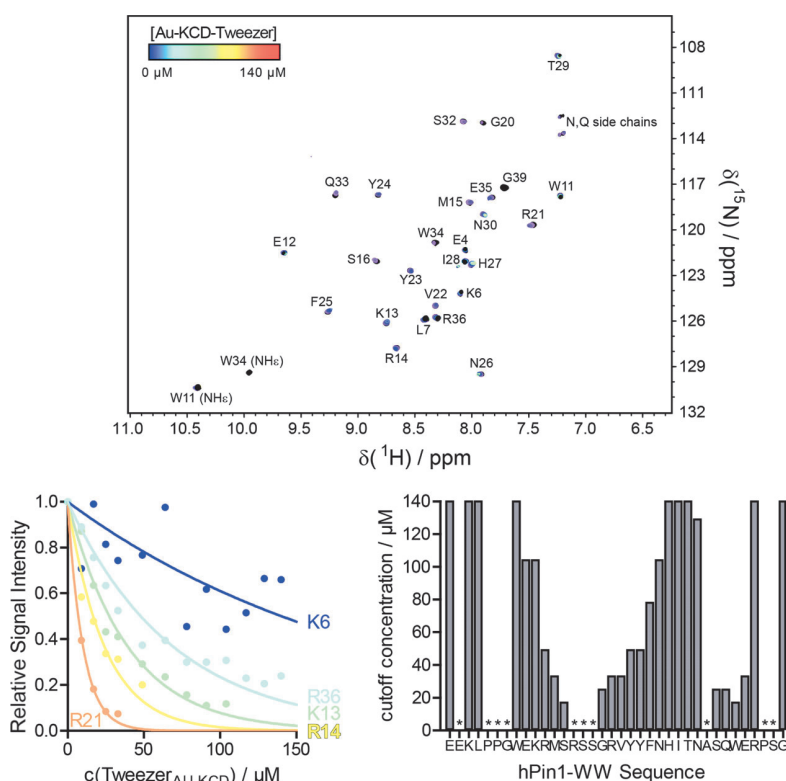 [Au-KCD-Tweezer]
0 µM 140 µM
T29
S32 G20
N,Q side chains
Q33 Y24 G39
M15 E35 W11
N30 R21
E12 W34 E4
S16 I28 H27
Y23
K6
V22
F25 K13
L7 R36
R14
W34 (NHε) N26
W11 (NHε)
108
111
114
117
120
123
126
129
132
δ(¹⁵N) / ppm
11.0 10.5 10.0 9.5 9.0 8.5 8.0 7.5 7.0 6.5
δ(¹H) / ppm
Relative Signal Intensity
1.0
0.8
0.6
0.4
0.2
0.0
K6
R36
K13
R14
R21
0 50 100 150
c(Tweezer_Au-KCD) / µM
cutoff concentration / µM
140
120
100
80
60
40
20
0
* *** *** * **
EEKLPPGWEKRMSRSSGRVYYFNHITNASQWERPSG
hPin1-WW Sequence